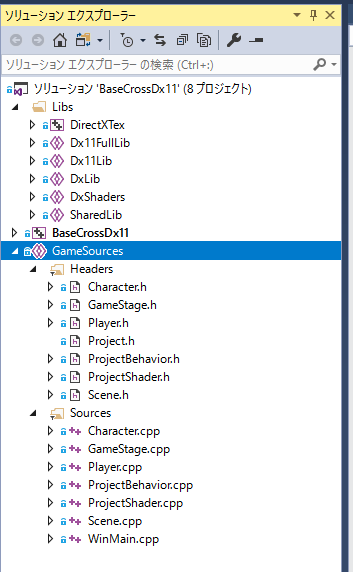 ソリューション エクスプローラー
ソリューション エクスプローラー の検索 (Ctrl+:)
ソリューション 'BaseCrossDx11' (8 プロジェクト)
Libs
DirectXTex
Dx11FullLib
Dx11Lib
DxLib
DxShaders
SharedLib
BaseCrossDx11
GameSources
Headers
Character.h
GameStage.h
Player.h
Project.h
ProjectBehavior.h
ProjectShader.h
Scene.h
Sources
Character.cpp
GameStage.cpp
Player.cpp
ProjectBehavior.cpp
ProjectShader.cpp
Scene.cpp
WinMain.cpp